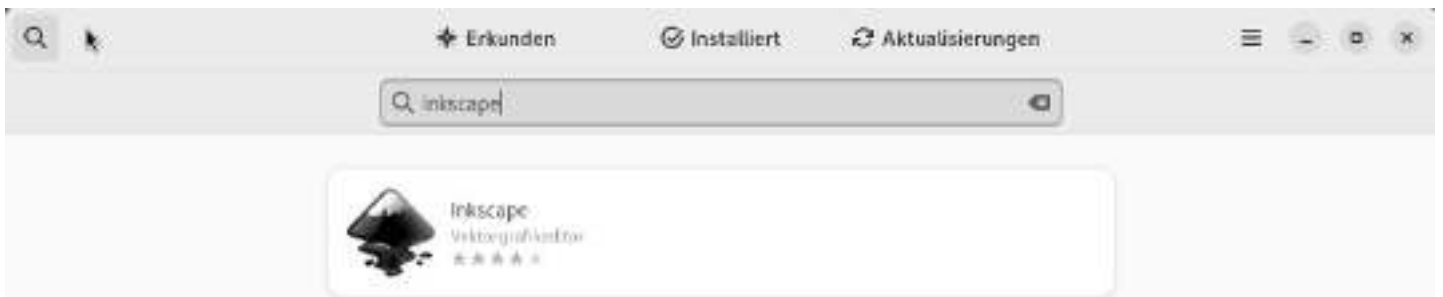 Erkunden Installiert Aktualisierungen
inkscape
Inkscape
Vektorgrafikeditor